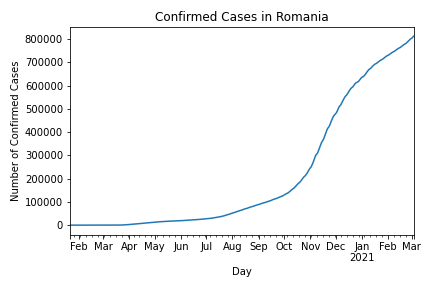 Confirmed Cases in Romania
Number of Confirmed Cases
800000
700000
600000
500000
400000
300000
200000
100000
0
Feb Mar Apr May Jun Jul Aug Sep Oct Nov Dec Jan Feb Mar
2021
Day